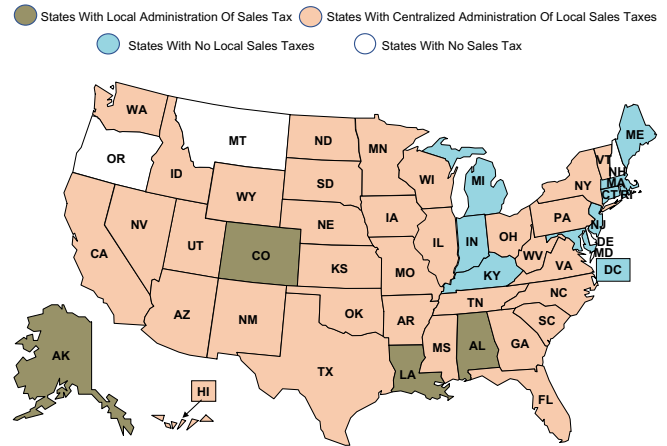 States With Local Administration Of Sales Tax States With Centralized Administration Of Local Sales Taxes
States With No Local Sales Taxes States With No Sales Tax
WA
MT
ND
MN
ME
OR
ID
SD
WI
MI
VT
NH
NY
MA
CT RI
WY
IA
PA
NJ
NV
NE
IL
IN
OH
DE
MD
UT
CO
WV
DC
CA
KS
MO
KY
VA
NC
TN
AZ
NM
OK
AR
SC
MS
AL
GA
AK
TX
LA
HI
FL